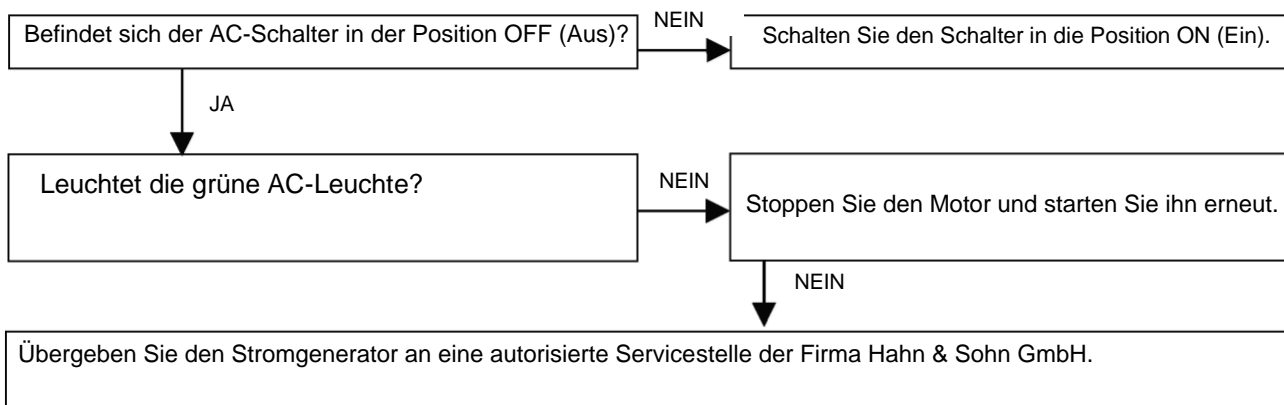 Befindet sich der AC-Schalter in der Position OFF (Aus)?
NEIN
Schalten Sie den Schalter in die Position ON (Ein).
JA
Leuchtet die grüne AC-Leuchte?
NEIN
Stoppen Sie den Motor und starten Sie ihn erneut.
NEIN
Übergeben Sie den Stromgenerator an eine autorisierte Servicestelle der Firma Hahn & Sohn GmbH.